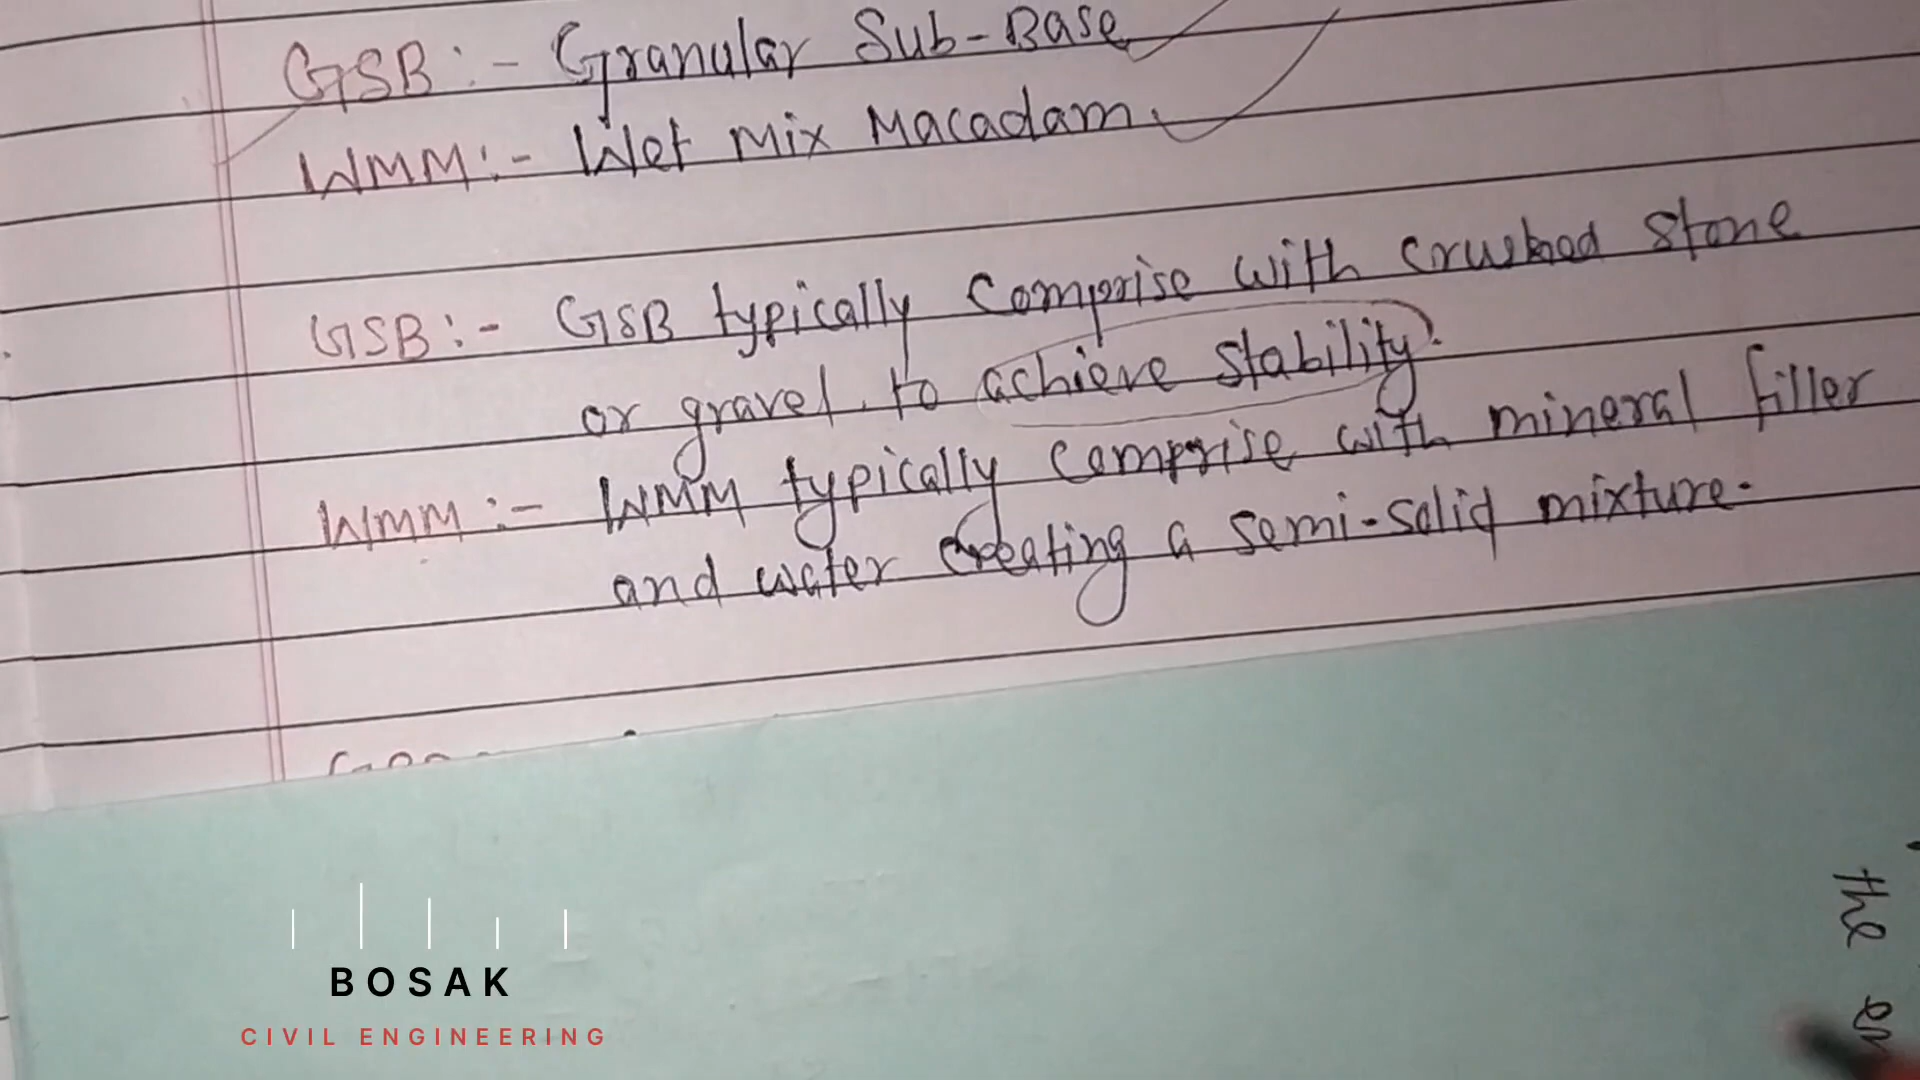 GSB :- Granular Sub-Base
WMM :- Wet Mix Macadam
GSB :- GSB typically comprise with crushed stone
or gravel to achieve stability.
WMM :- WMM typically comprise with mineral filler
and water creating a semi-solid mixture.
the
BOSAK
CIVIL ENGINEERING